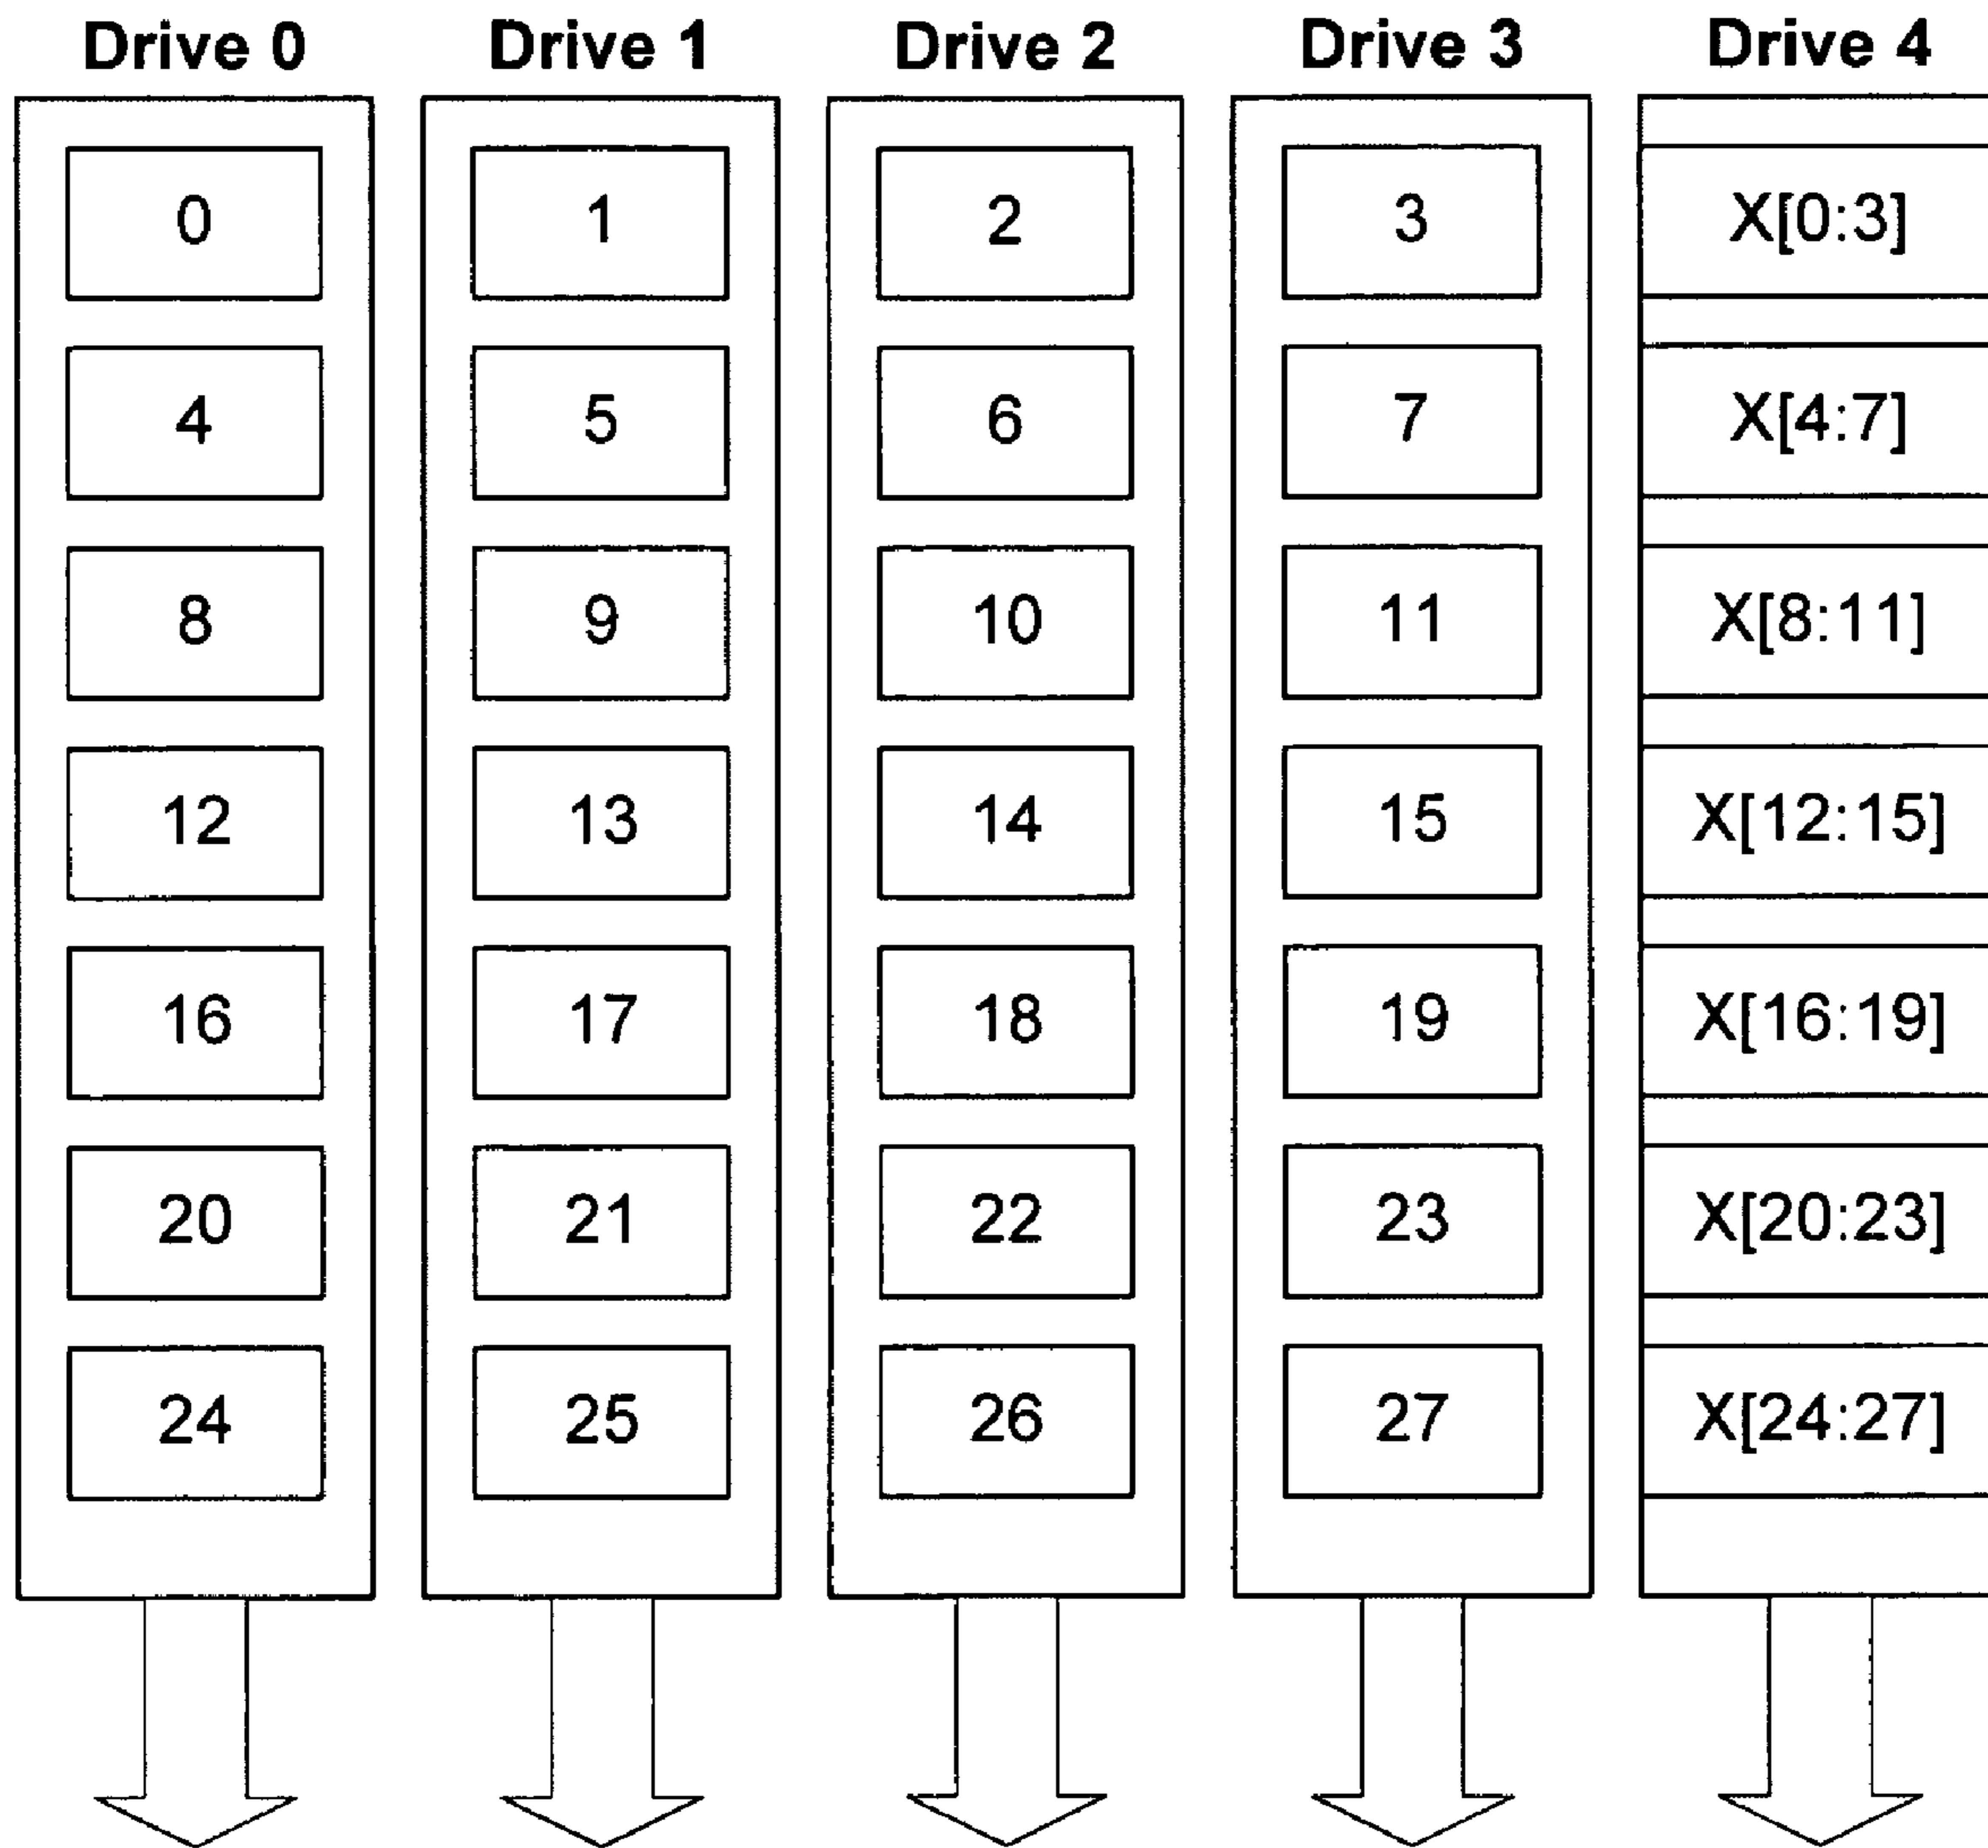 Drive 0 Drive 1 Drive 2 Drive 3 Drive 4
0 1 2 3 X[0:3]
4 5 6 7 X[4:7]
8 9 10 11 X[8:11]
12 13 14 15 X[12:15]
16 17 18 19 X[16:19]
20 21 22 23 X[20:23]
24 25 26 27 X[24:27]